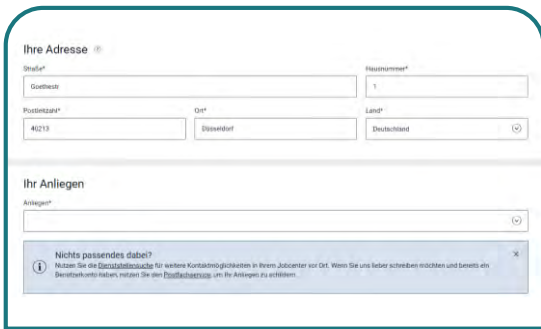 Ihre Adresse
Straße* Hausnummer*
Goethestr 1
Postleitzahl* Ort* Land*
40213 Düsseldorf Deutschland
Ihr Anliegen
Anliegen*
Nichts passendes dabei?
Nutzen Sie die Dienststellensuche für weitere Kontaktmöglichkeiten in Ihrem Jobcenter vor Ort. Wenn Sie uns lieber schreiben möchten und bereits ein
Benutzerkonto haben, nutzen Sie den Postfachservice, um Ihr Anliegen zu schildern.